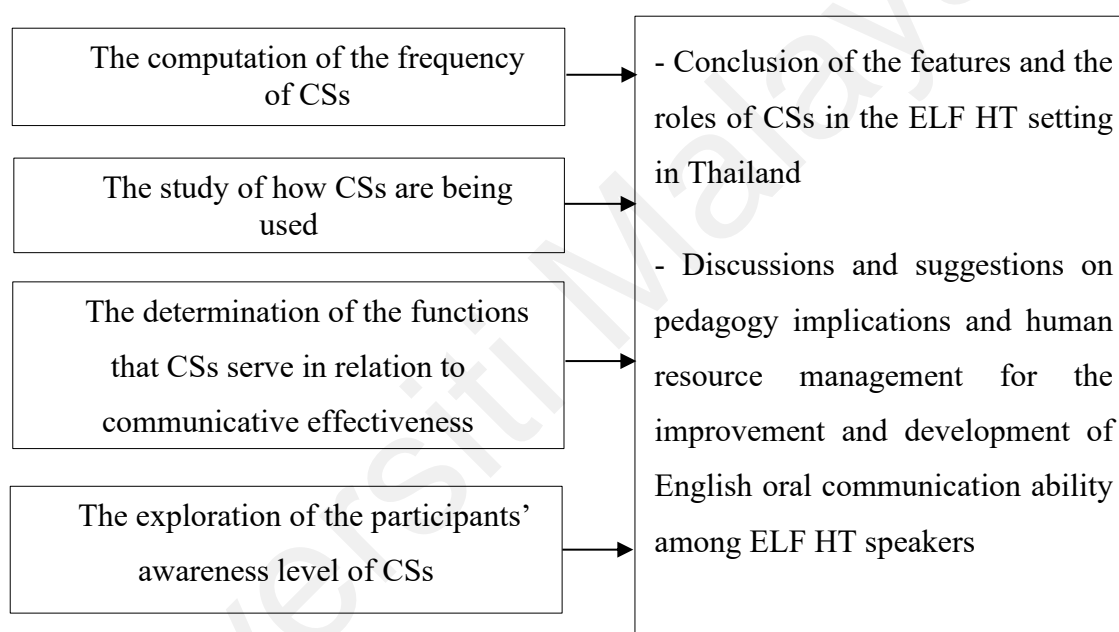 The computation of the frequency
of CSs
The study of how CSs are being
used
The determination of the functions
that CSs serve in relation to
communicative effectiveness
The exploration of the participants’
awareness level of CSs
- Conclusion of the features and the
roles of CSs in the ELF HT setting
in Thailand
- Discussions and suggestions on
pedagogy implications and human
resource management for the
improvement and development of
English oral communication ability
among ELF HT speakers
ersiti Malay